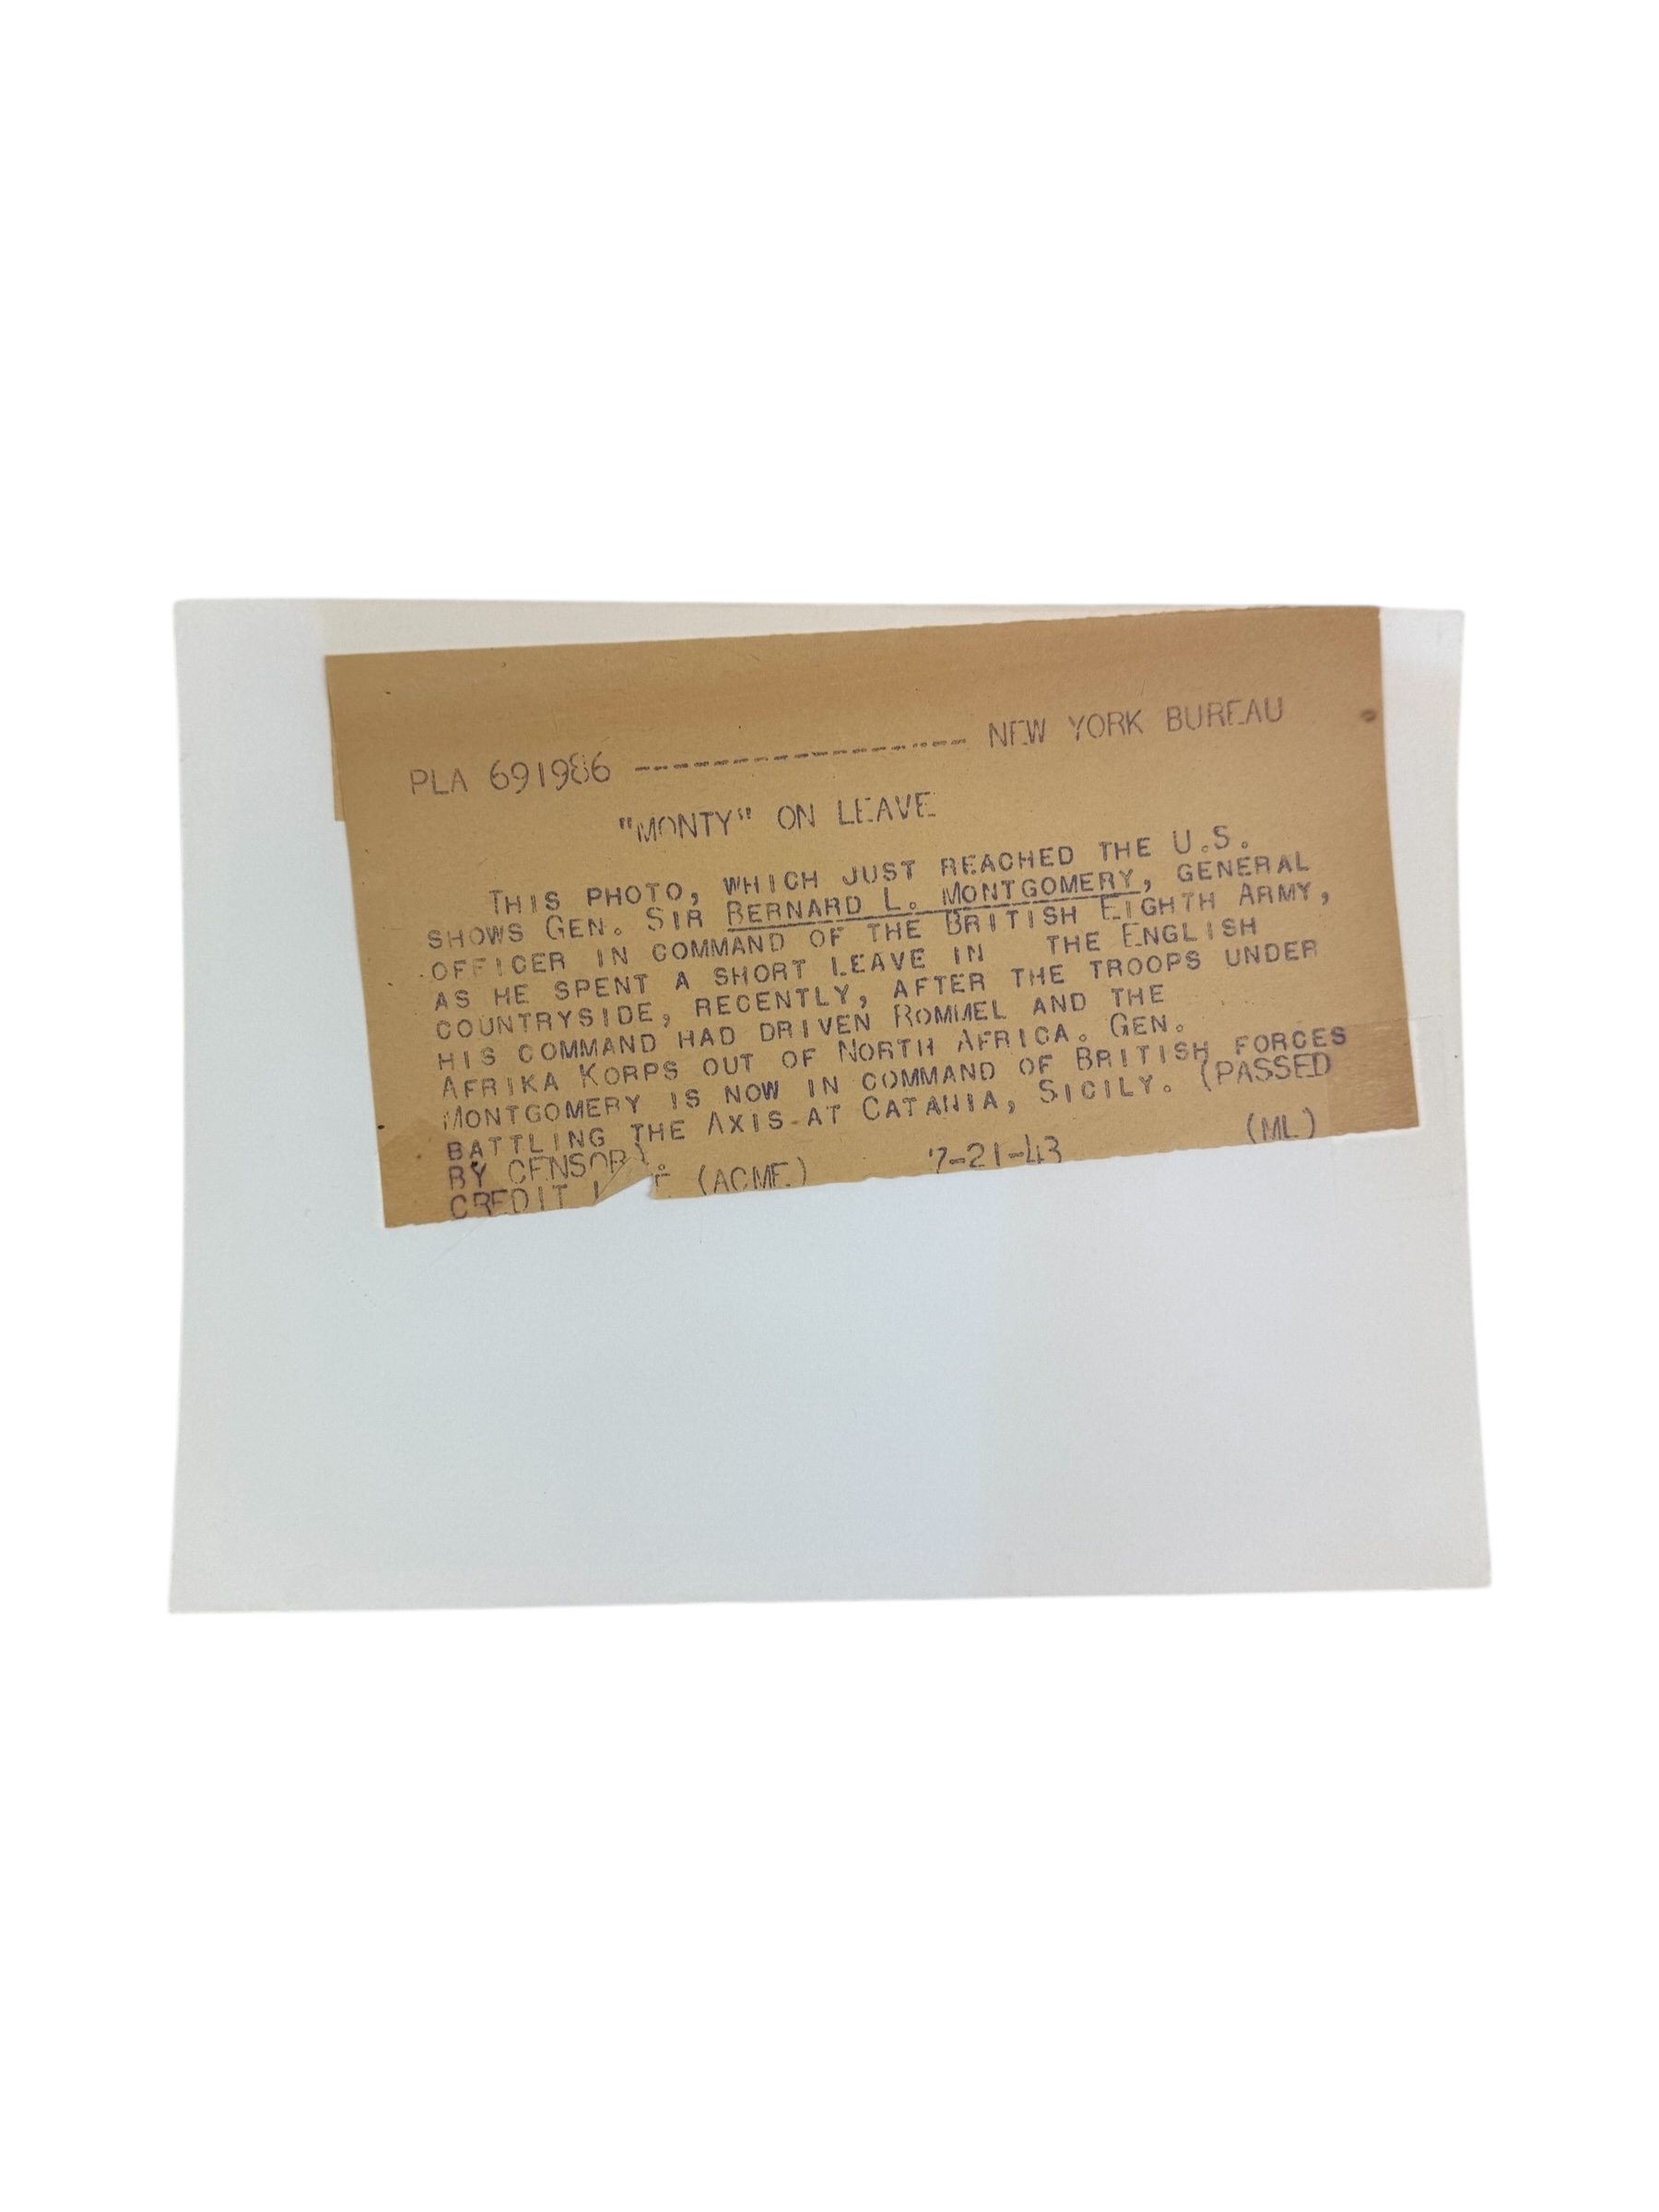 PLA 691986 --------------------- NEW YORK BUREAU
"MONTY" ON LEAVE
THIS PHOTO, WHICH JUST REACHED THE U.S.
SHOWS GEN. SIR BERNARD L. MONTGOMERY, GENERAL
OFFICER IN COMMAND OF THE BRITISH EIGHTH ARMY,
AS HE SPENT A SHORT LEAVE IN THE ENGLISH
COUNTRYSIDE, RECENTLY, AFTER THE TROOPS UNDER
HIS COMMAND HAD DRIVEN ROMMEL AND THE
AFRIKA KORPS OUT OF NORTH AFRICA. GEN.
MONTGOMERY IS NOW IN COMMAND OF BRITISH FORCES
BATTLING THE AXIS AT CATANIA, SICILY. (PASSED
BY CENSOR).
CREDIT (ACME) 7-21-43 (ML)